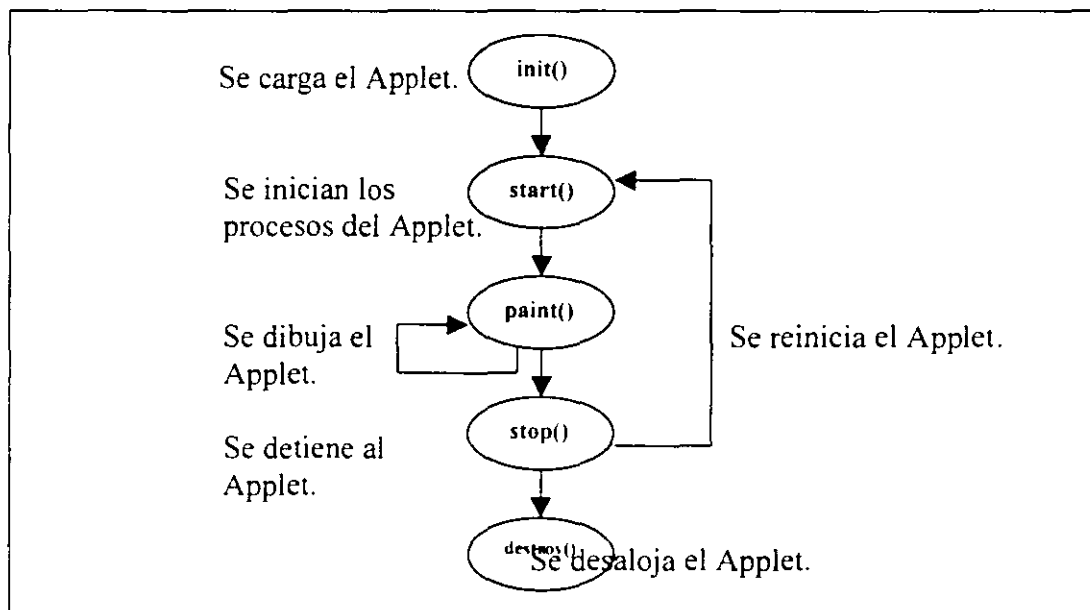 init()
Se carga el Applet.
start()
Se inician los
procesos del Applet.
paint()
Se dibuja el
Applet.
Se reinicia el Applet.
stop()
Se detiene al
Applet.
Se desaloja el Applet.